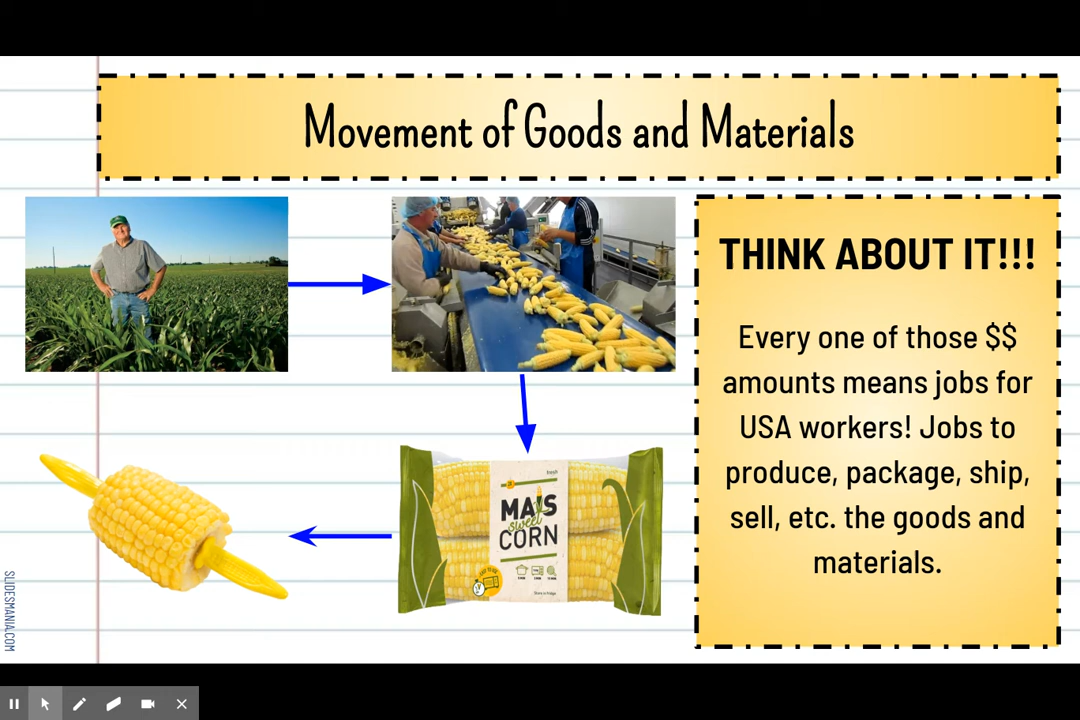 Movement of Goods and Materials
THINK ABOUT IT!!!
Every one of those $$
amounts means jobs for
USA workers! Jobs to
produce, package, ship,
sell, etc. the goods and
materials.
fresh
MAIS
sweet
CORN
SLIDESMANIA.COM